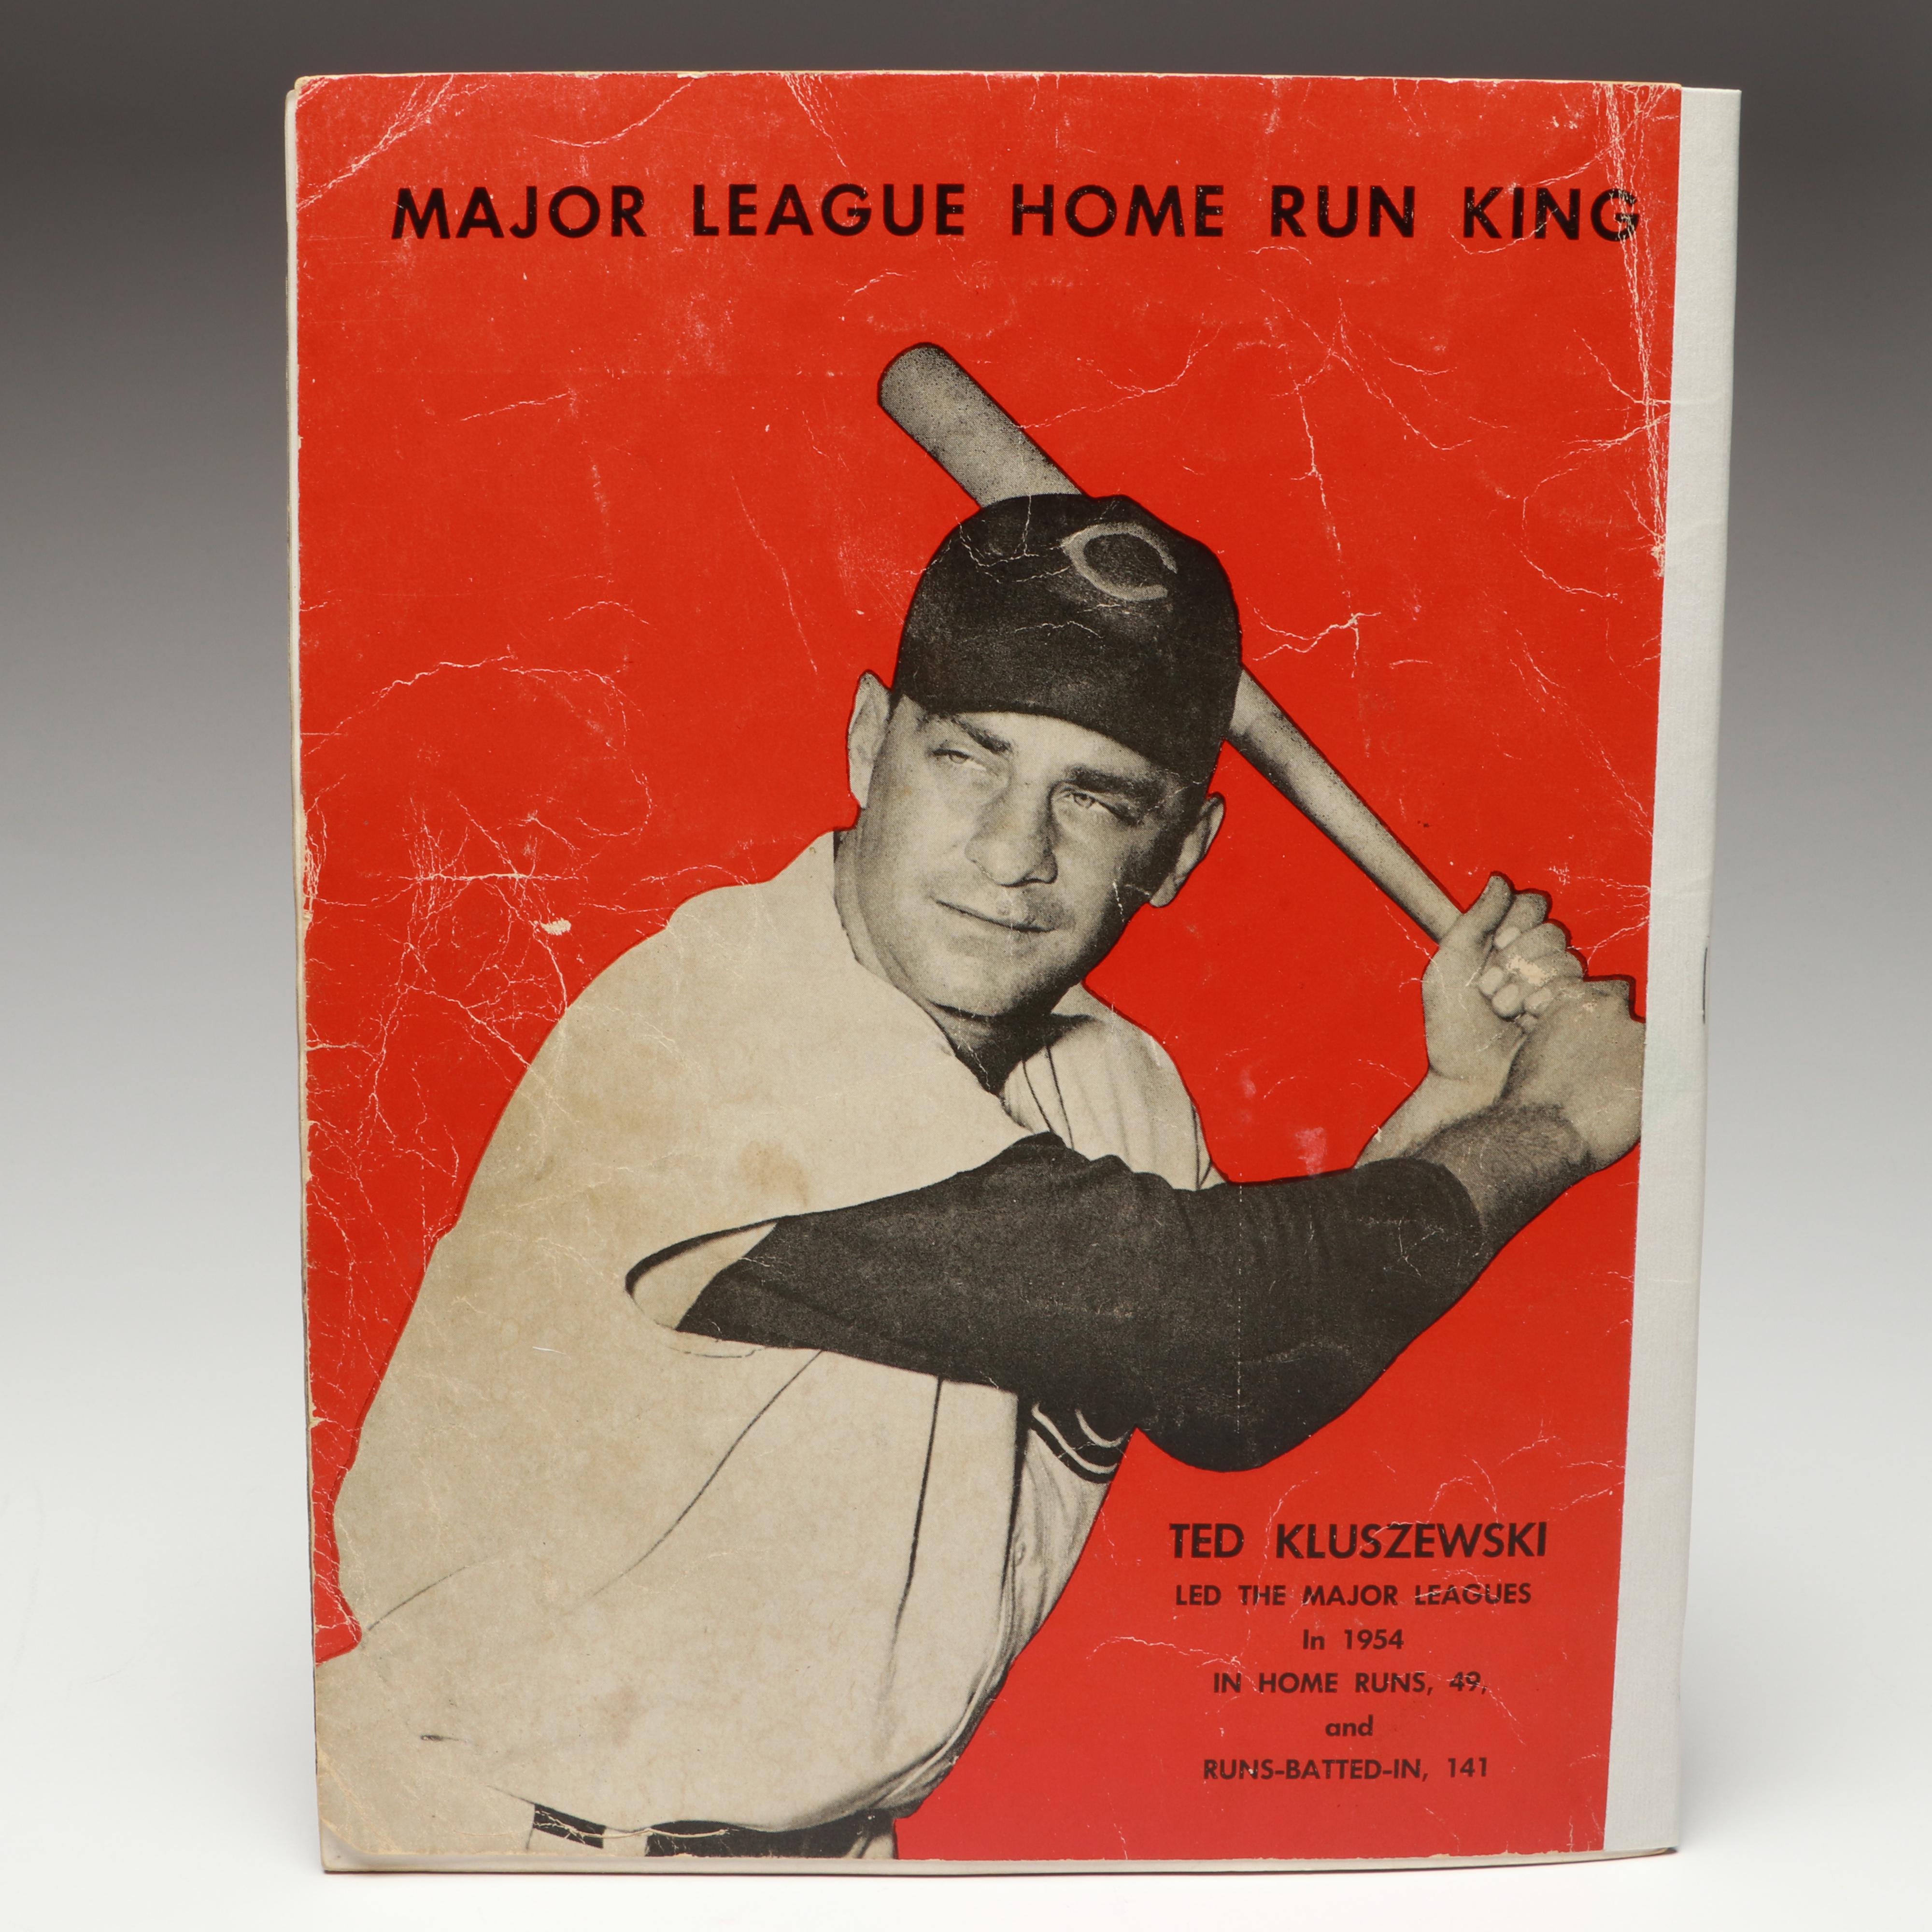 MAJOR LEAGUE HOME RUN KING
C
TED KLUSZEWSKI
LED THE MAJOR LEAGUES
In 1954
IN HOME RUNS, 49,
and
RUNS-BATTED-IN, 141